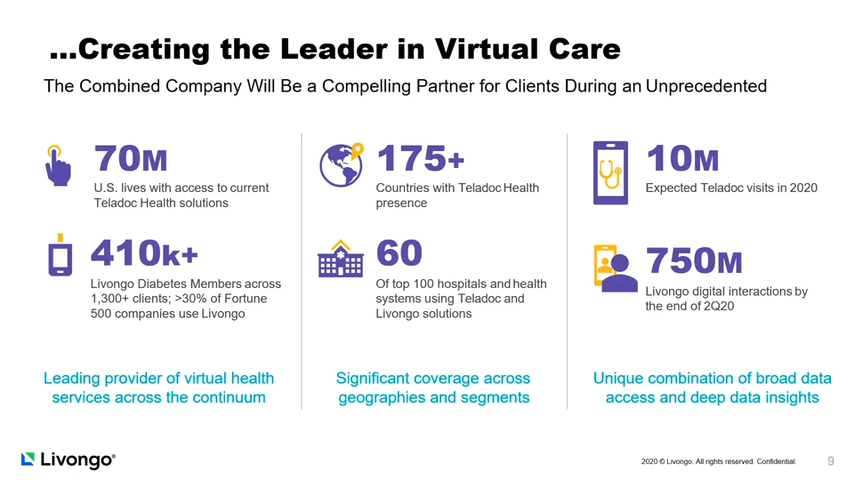 ...Creating the Leader in Virtual Care
The Combined Company Will Be a Compelling Partner for Clients During an Unprecedented
70M
U.S. lives with access to current
Teladoc Health solutions
410k+
Livongo Diabetes Members across
1,300+ clients; >30% of Fortune
500 companies use Livongo
Leading provider of virtual health
services across the continuum
175+
Countries with Teladoc Health
presence
60
Of top 100 hospitals and health
systems using Teladoc and
Livongo solutions
Significant coverage across
geographies and segments
10M
Expected Teladoc visits in 2020
750M
Livongo digital interactions by
the end of 2Q20
Unique combination of broad data
access and deep data insights
Livongo®
2020 © Livongo. All rights reserved. Confidential.
9